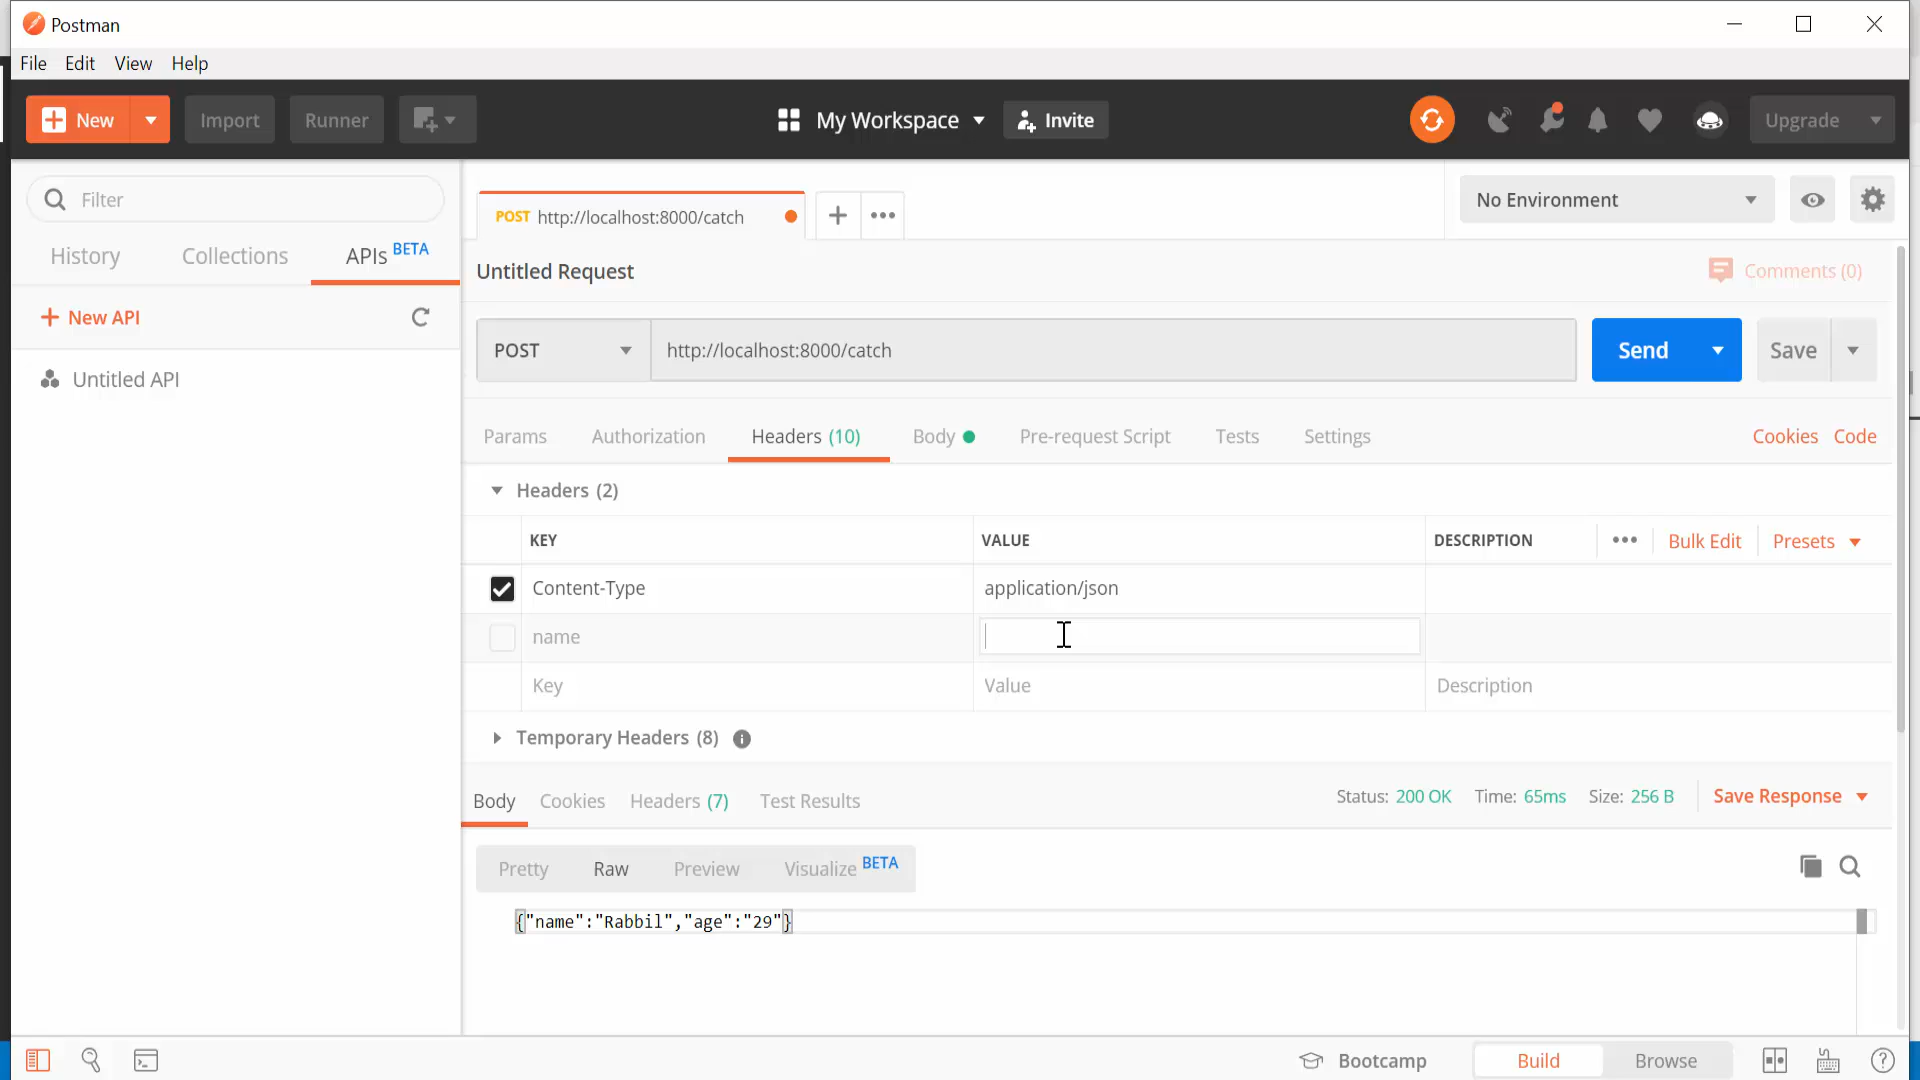 Postman
File Edit View Help
New Import Runner My Workspace Invite Upgrade
Filter
History Collections APIs BETA
New API
Untitled API
POST http://localhost:8000/catch
No Environment
Untitled Request
Comments (0)
POST http://localhost:8000/catch Send Save
Params Authorization Headers (10) Body Pre-request Script Tests Settings Cookies Code
Headers (2)
KEY VALUE DESCRIPTION Bulk Edit Presets
Content-Type application/json
name
Key Value Description
Temporary Headers (8)
Body Cookies Headers (7) Test Results Status: 200 OK Time: 65ms Size: 256 B Save Response
Pretty Raw Preview Visualize BETA
{"name":"Rabbil","age":"29"}
Bootcamp Build Browse